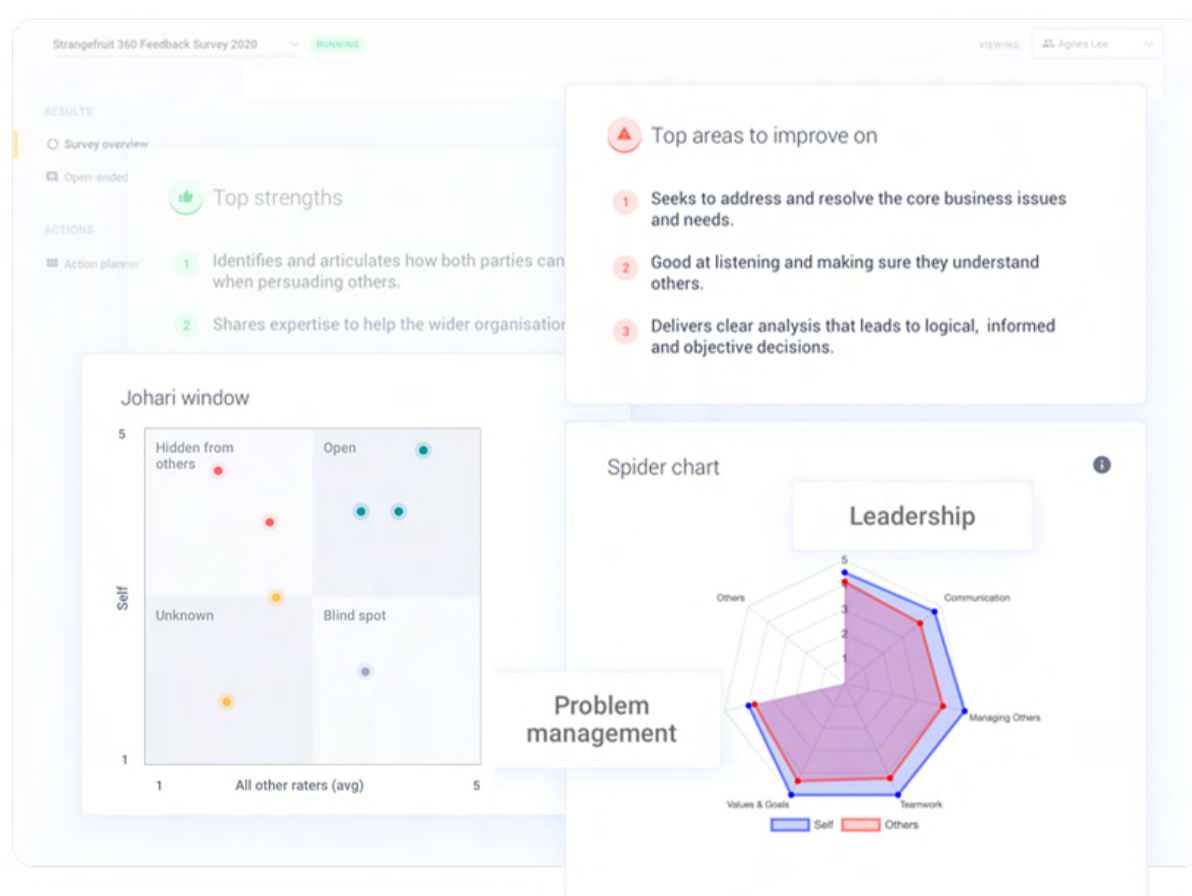 Strangefruit 360 Feedback Survey 2020
RUNNING
VIEWING
Agnes Lee
RESULTS
Survey overview
Open-ended
ACTIONS
Action planner
Top strengths
1
Identifies and articulates how both parties can
when persuading others.
2
Shares expertise to help the wider organisation
Top areas to improve on
1
Seeks to address and resolve the core business issues
and needs.
2
Good at listening and making sure they understand
others.
3
Delivers clear analysis that leads to logical, informed
and objective decisions.
Johari window
5
Hidden from
others
Open
Self
Unknown
Blind spot
1
1
All other raters (avg)
5
Spider chart
Leadership
5
Others
Communication
4
3
2
1
Problem
management
Managing Others
Values & Goals
Teamwork
Self
Others